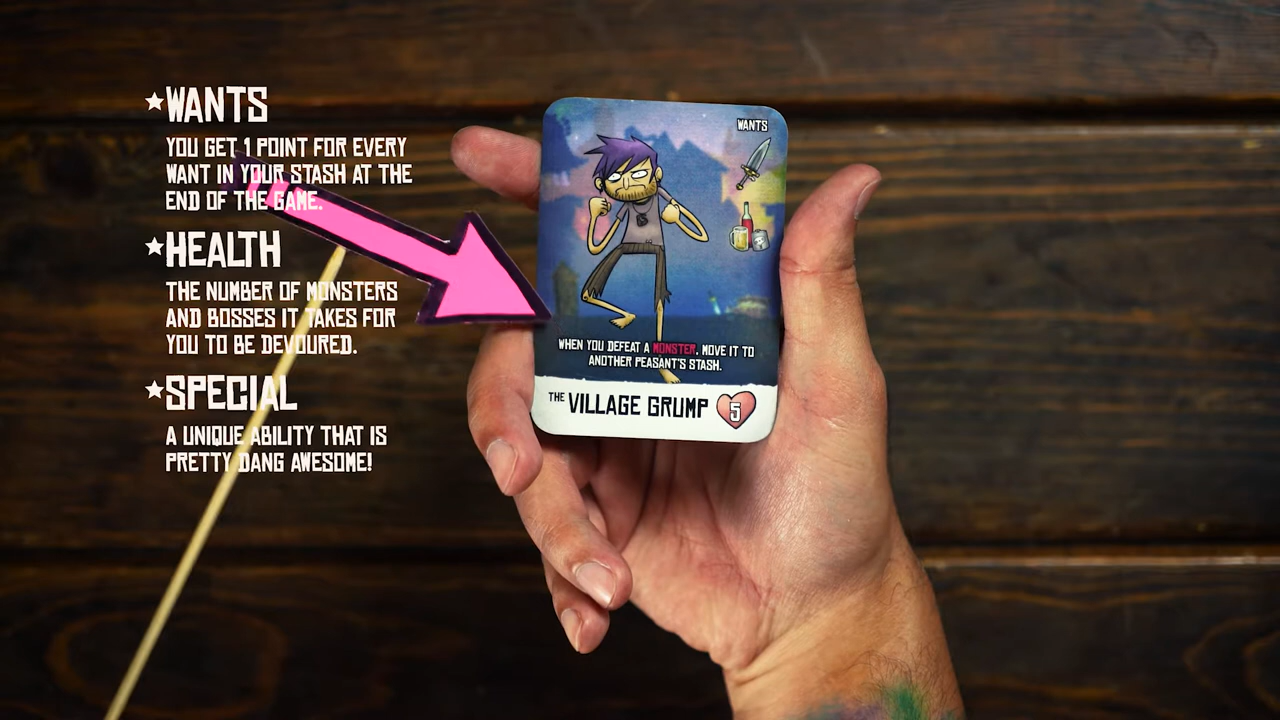 WANTS
YOU GET 1 POINT FOR EVERY
WANT IN YOUR STASH AT THE
END OF THE GAME.
HEALTH
THE NUMBER OF MONSTERS
AND BOSSES IT TAKES FOR
YOU TO BE DEVOURED.
SPECIAL
A UNIQUE ABILITY THAT IS
PRETTY DANG AWESOME!
WANTS
WHEN YOU DEFEAT A MONSTER, MOVE IT TO
ANOTHER PEASANT'S STASH.
THE VILLAGE GRUMP 5